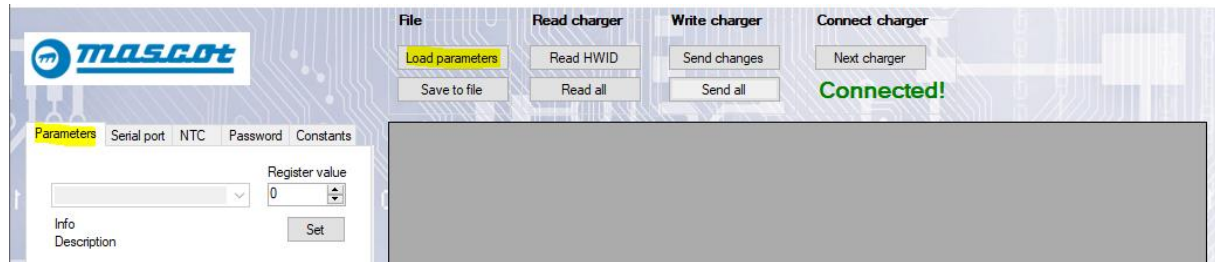 mascot
File Read charger Write charger Connect charger
Load parameters Read HWID Send changes Next charger
Save to file Read all Send all Connected!
Parameters Serial port NTC Password Constants
Register value
0
Info
Set
Description